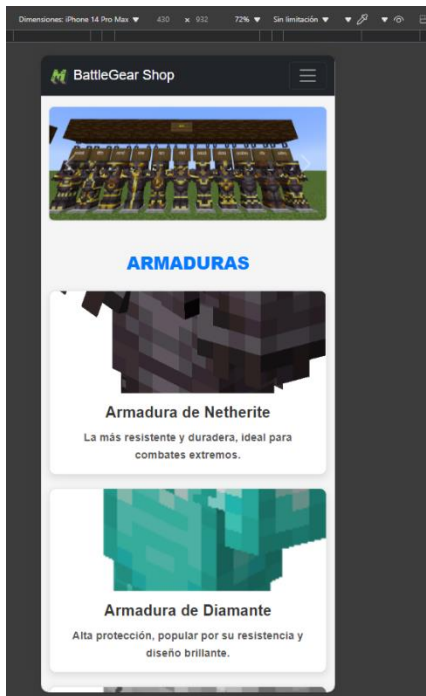 Dimensiones: iPhone 14 Pro Max ▼ 430 x 932 72% ▼ Sin limitación ▼
BattleGear Shop
ARMADURAS
Armadura de Netherite
La más resistente y duradera, ideal para
combates extremos.
Armadura de Diamante
Alta protección, popular por su resistencia y
diseño brillante.